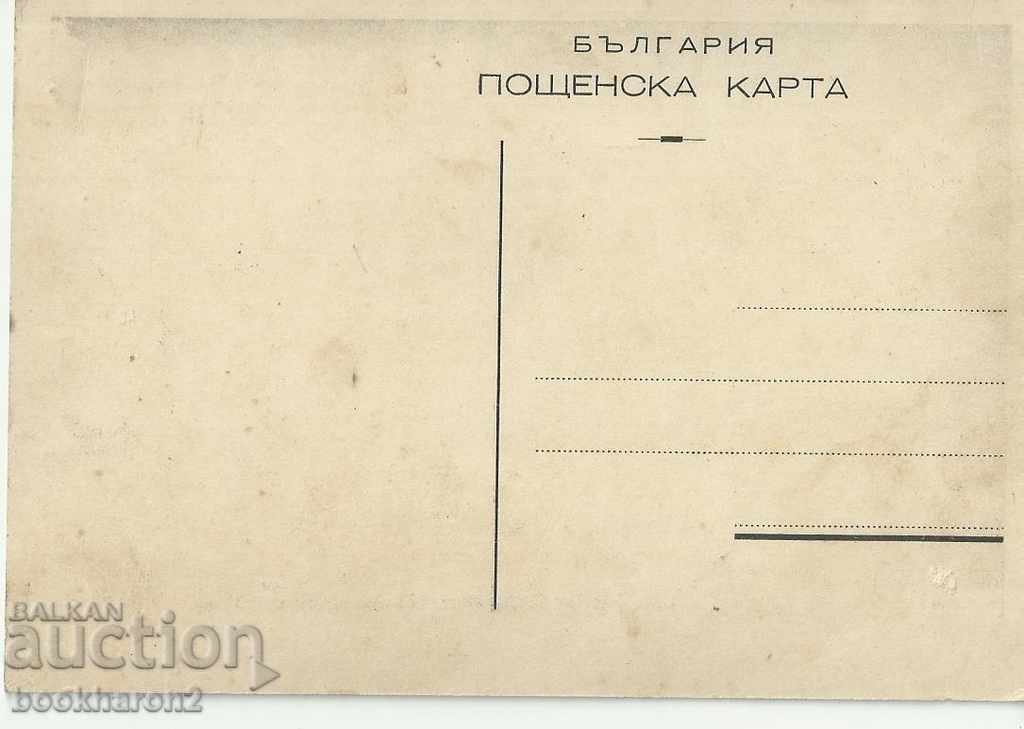 БЪЛГАРИЯ
ПОЩЕНСКА КАРТА
BALKAN
auction
bookharon2